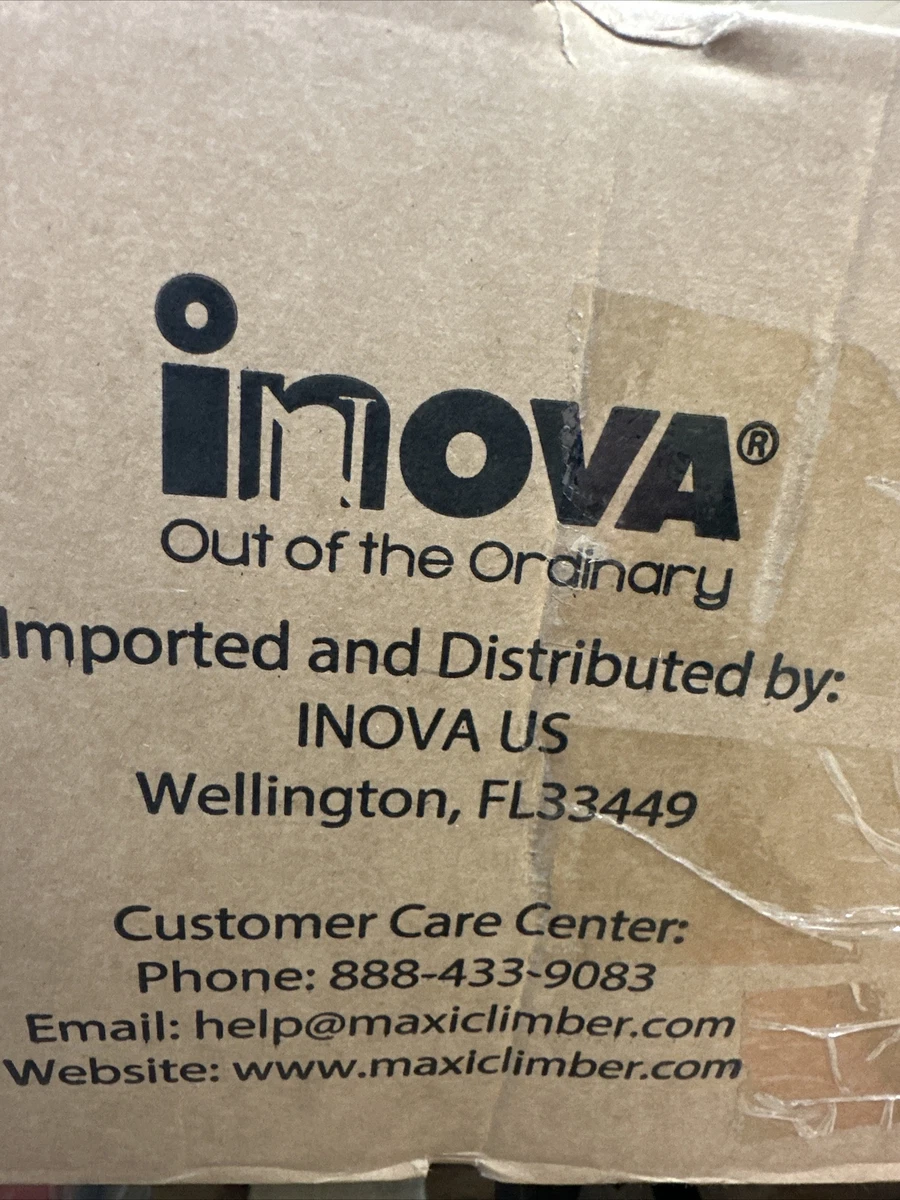 inova®
Out of the Ordinary
Imported and Distributed by:
INOVA US
Wellington, FL33449
Customer Care Center:
Phone: 888-433-9083
Email: help@maxiclimber.com
Website: www.maxiclimber.com